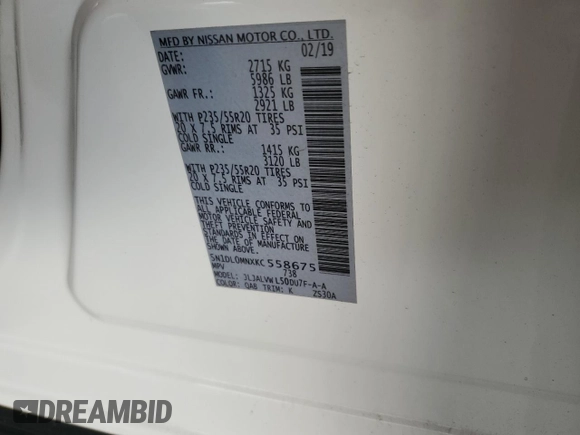 MFD BY NISSAN MOTOR CO., LTD.
DATE: 02/19
GVWR: 2715 KG
5986 LB
GAWR FR.: 1325 KG
2921 LB
WITH P235/55R20 TIRES
20 X 7.5 RIMS AT 35 PSI
COLD SINGLE
GAWR RR.: 1415 KG
3120 LB
WITH P235/55R20 TIRES
20 X 7.5 RIMS AT 35 PSI
COLD SINGLE
THIS VEHICLE CONFORMS TO
ALL APPLICABLE FEDERAL
MOTOR VEHICLE SAFETY AND
THEFT PREVENTION
STANDARDS IN EFFECT ON
THE DATE OF MANUFACTURE
SHOWN ABOVE.
5N1DL0MNXKC558675
MPV 738
MODEL: JLJALVWL50DU7F-A-A
COLOR: QAB TRIM: K 2S30A
DREAMBID